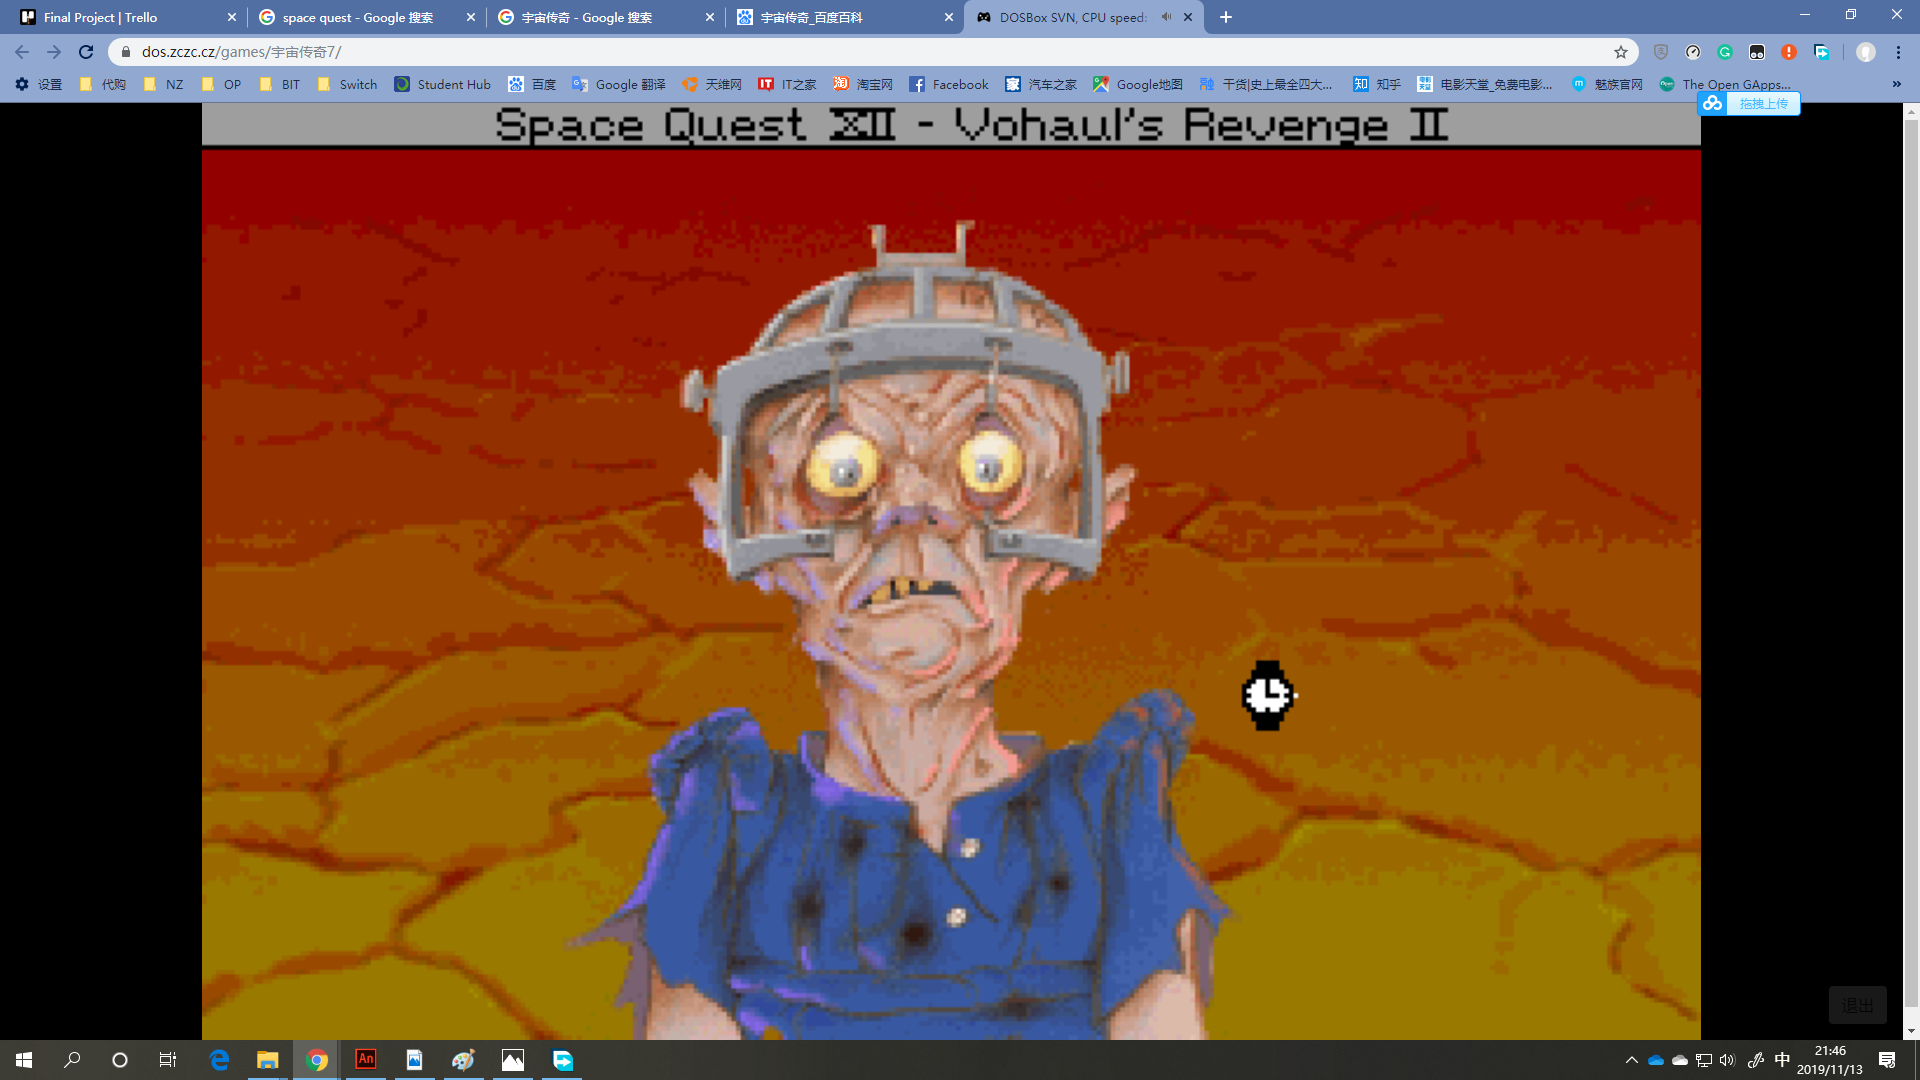 Final Project | Trello
space quest - Google 搜索
宇宙传奇 - Google 搜索
宇宙传奇_百度百科
DOSBox SVN, CPU speed:
dos.zczc.cz/games/宇宙传奇7/
设置
代购
NZ
OP
BIT
Switch
Student Hub
百度
Google 翻译
天维网
IT之家
淘宝网
Facebook
汽车之家
Google地图
干货|史上最全四大...
知乎
电影天堂_免费电影...
魅族官网
The Open GApps...
拖拽上传
Space Quest XII - Vohaul's Revenge II
退出
An
中
21:46
2019/11/13